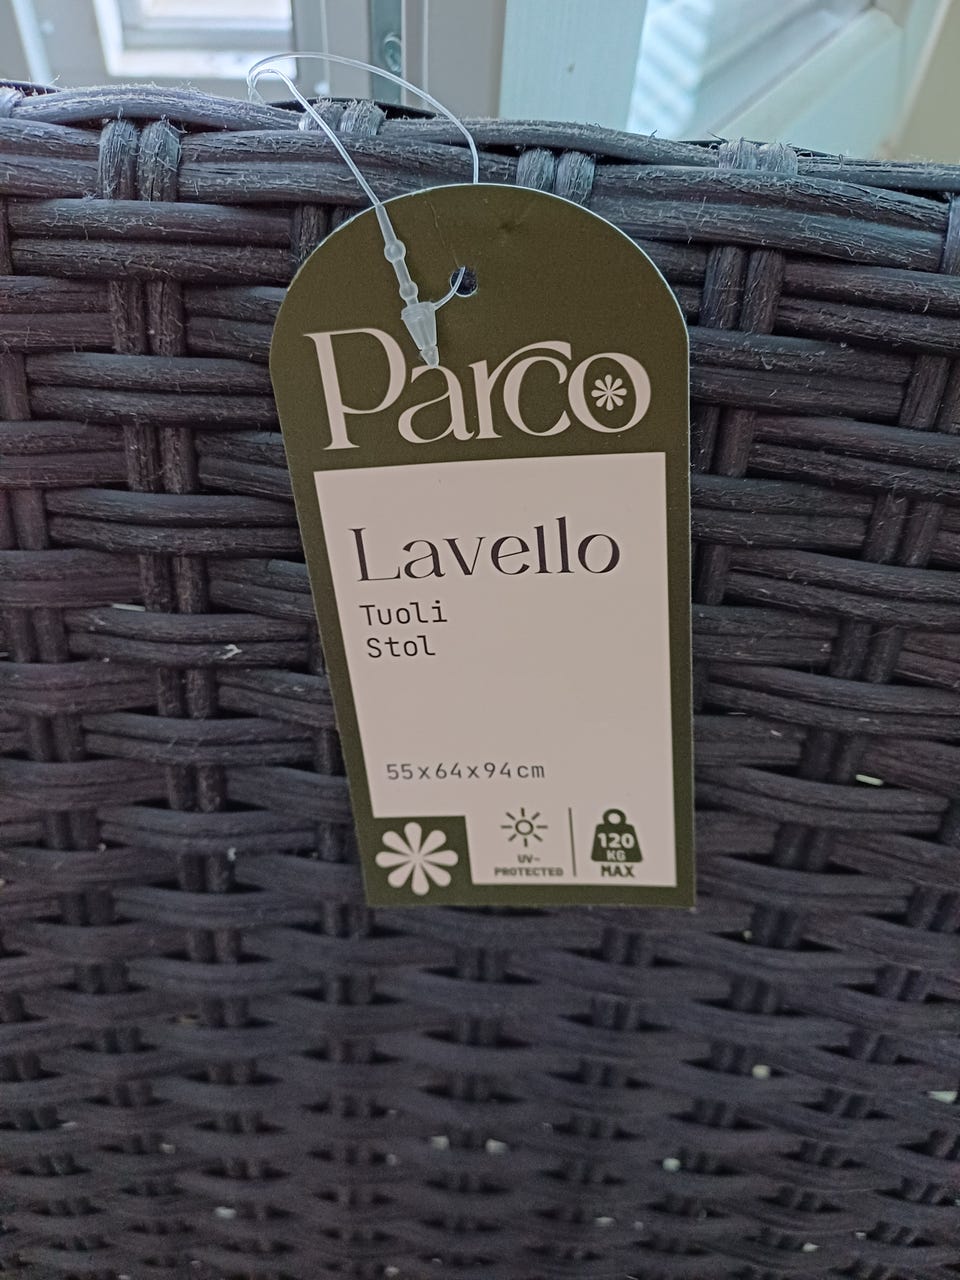 Parco
Lavello
Tuoli
Stol
55x64x94cm
UV-
PROTECTED
120
KG
MAX